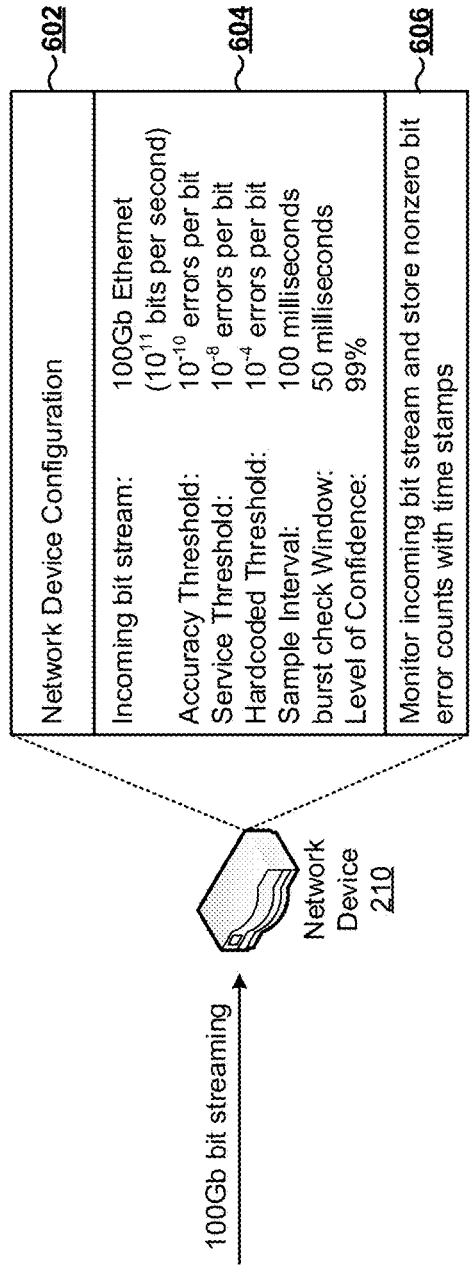 100Gb bit streaming
Network
Device
210
Network Device Configuration
602
Incoming bit stream: 100Gb Ethernet
(10¹¹ bits per second)
Accuracy Threshold: 10⁻¹⁰ errors per bit
Service Threshold: 10⁻⁸ errors per bit
Hardcoded Threshold: 10⁻⁴ errors per bit
Sample Interval: 100 milliseconds
burst check Window: 50 milliseconds
Level of Confidence: 99%
604
Monitor incoming bit stream and store nonzero bit
error counts with time stamps
606